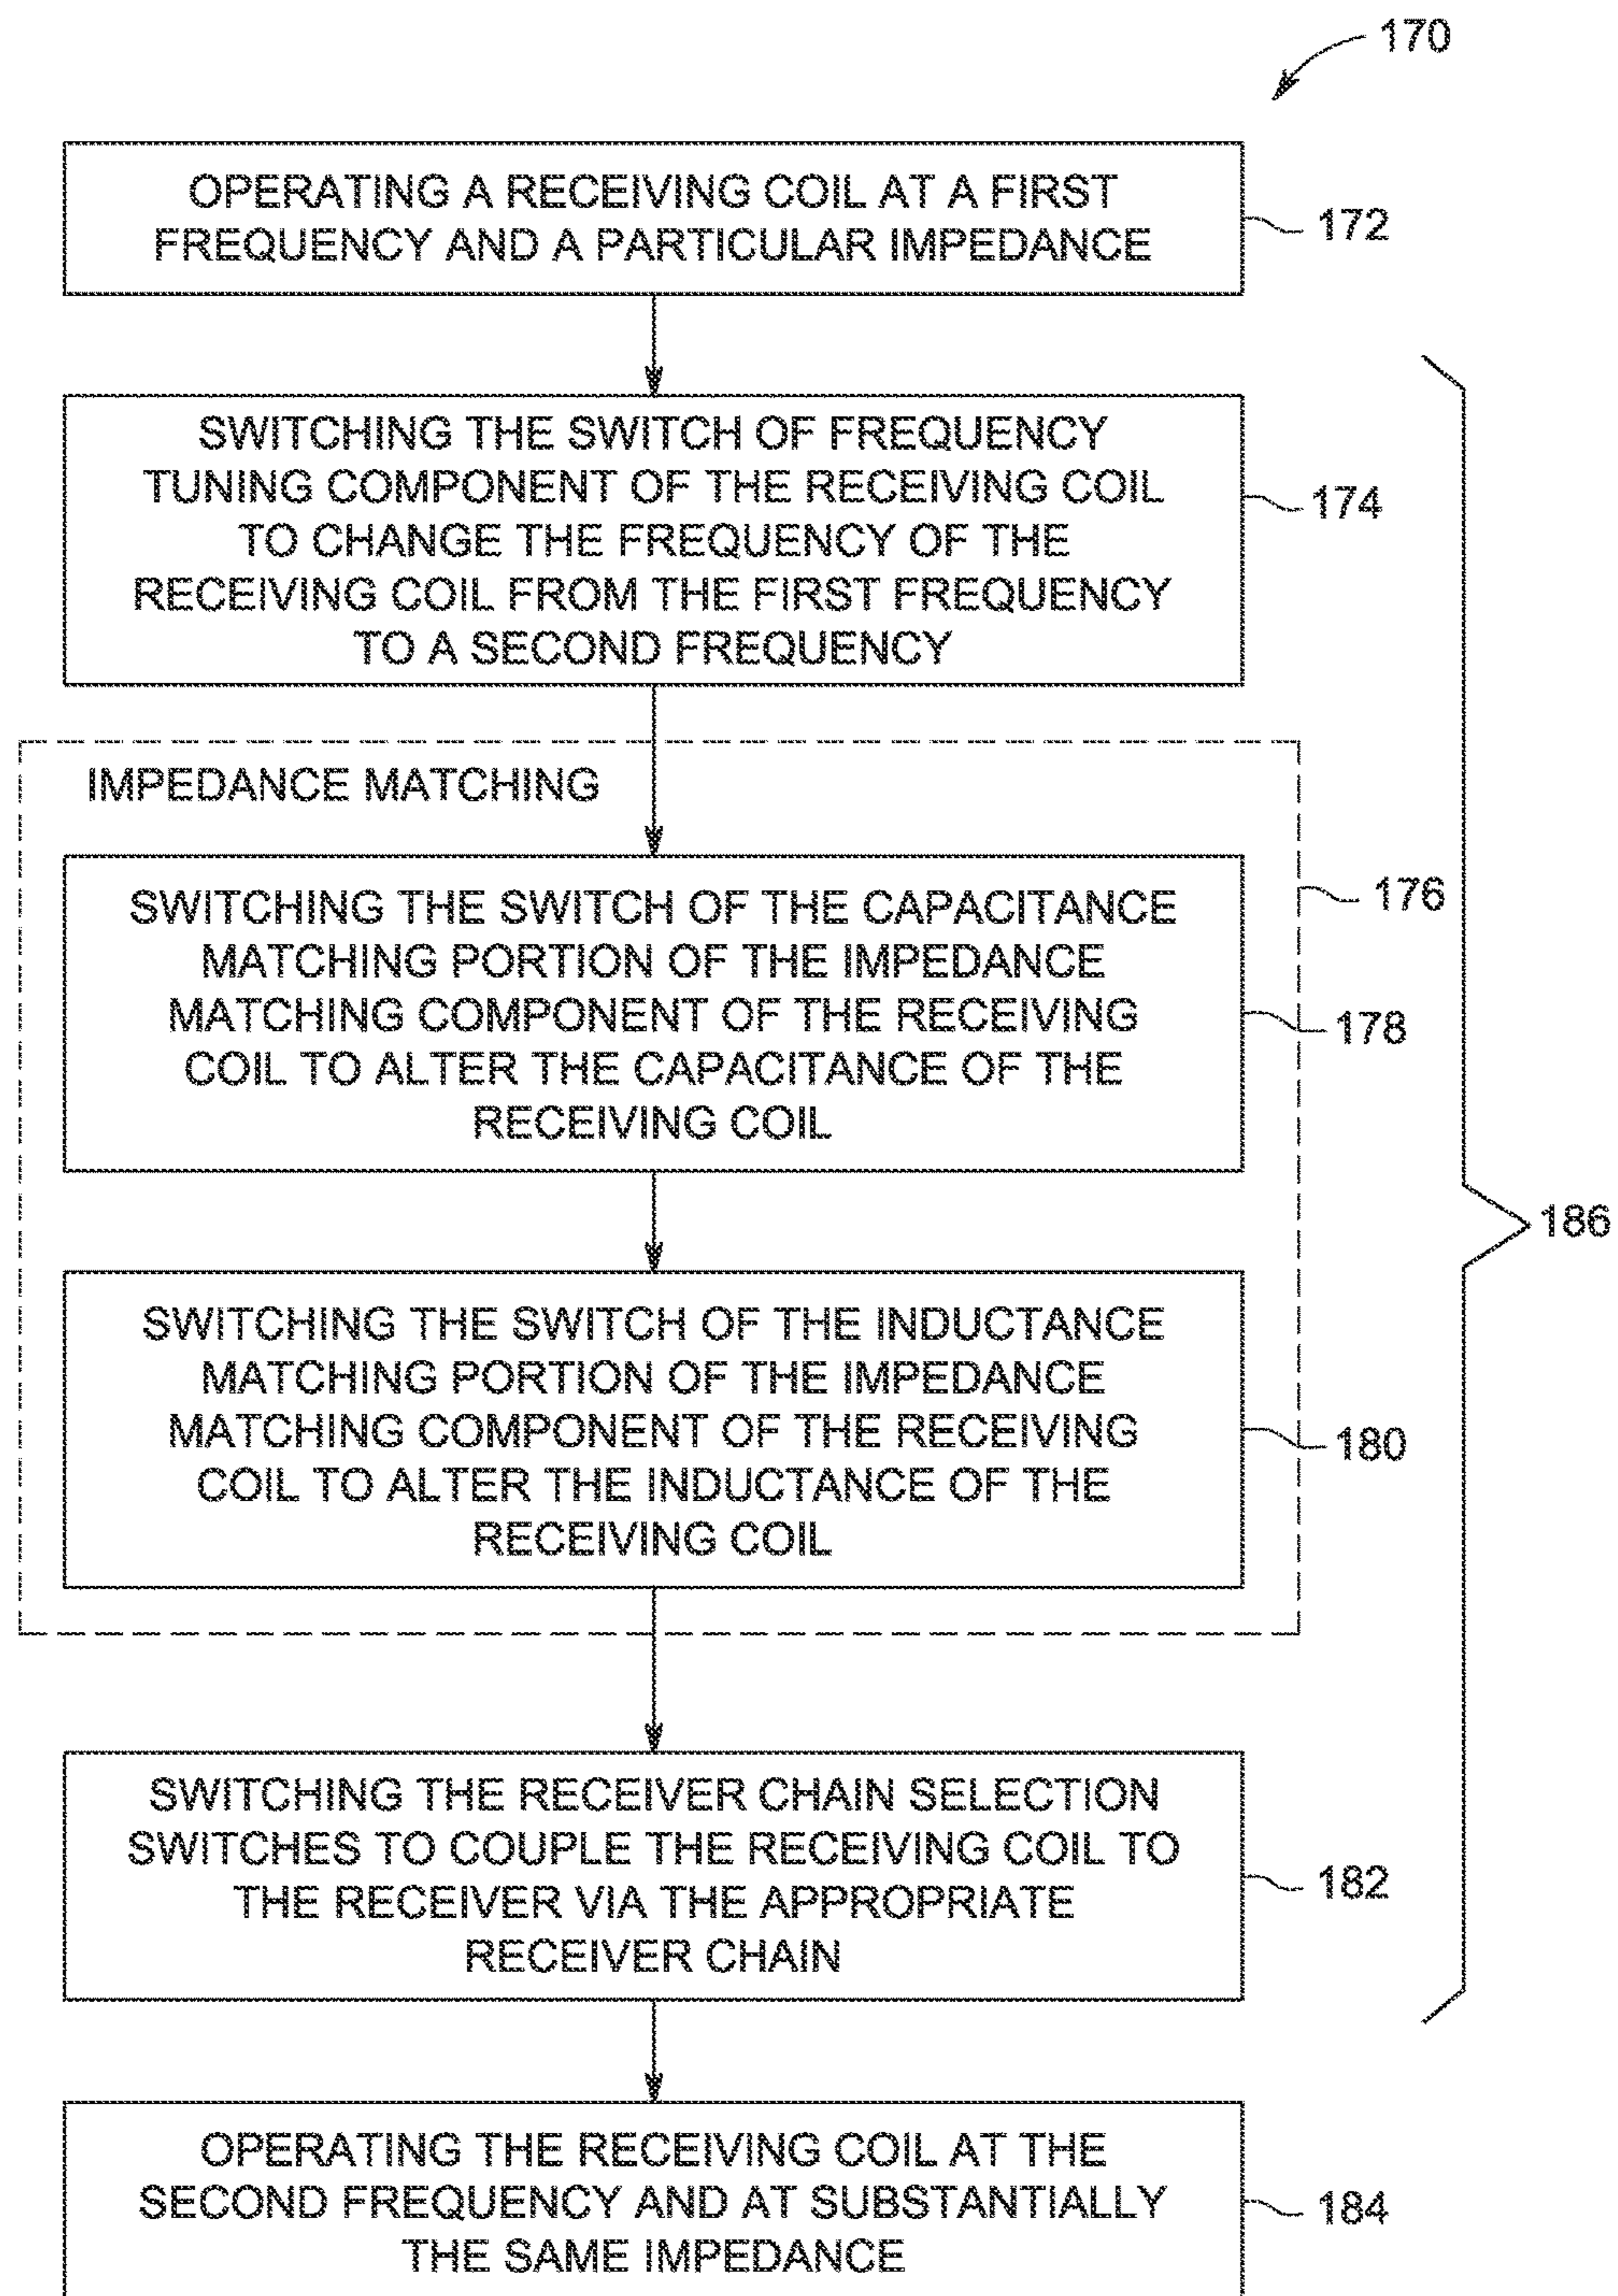 170
OPERATING A RECEIVING COIL AT A FIRST
FREQUENCY AND A PARTICULAR IMPEDANCE
172
SWITCHING THE SWITCH OF FREQUENCY
TUNING COMPONENT OF THE RECEIVING COIL
TO CHANGE THE FREQUENCY OF THE
RECEIVING COIL FROM THE FIRST FREQUENCY
TO A SECOND FREQUENCY
174
IMPEDANCE MATCHING
176
SWITCHING THE SWITCH OF THE CAPACITANCE
MATCHING PORTION OF THE IMPEDANCE
MATCHING COMPONENT OF THE RECEIVING
COIL TO ALTER THE CAPACITANCE OF THE
RECEIVING COIL
178
186
SWITCHING THE SWITCH OF THE INDUCTANCE
MATCHING PORTION OF THE IMPEDANCE
MATCHING COMPONENT OF THE RECEIVING
COIL TO ALTER THE INDUCTANCE OF THE
RECEIVING COIL
180
SWITCHING THE RECEIVER CHAIN SELECTION
SWITCHES TO COUPLE THE RECEIVING COIL TO
THE RECEIVER VIA THE APPROPRIATE
RECEIVER CHAIN
182
OPERATING THE RECEIVING COIL AT THE
SECOND FREQUENCY AND AT SUBSTANTIALLY
THE SAME IMPEDANCE
184